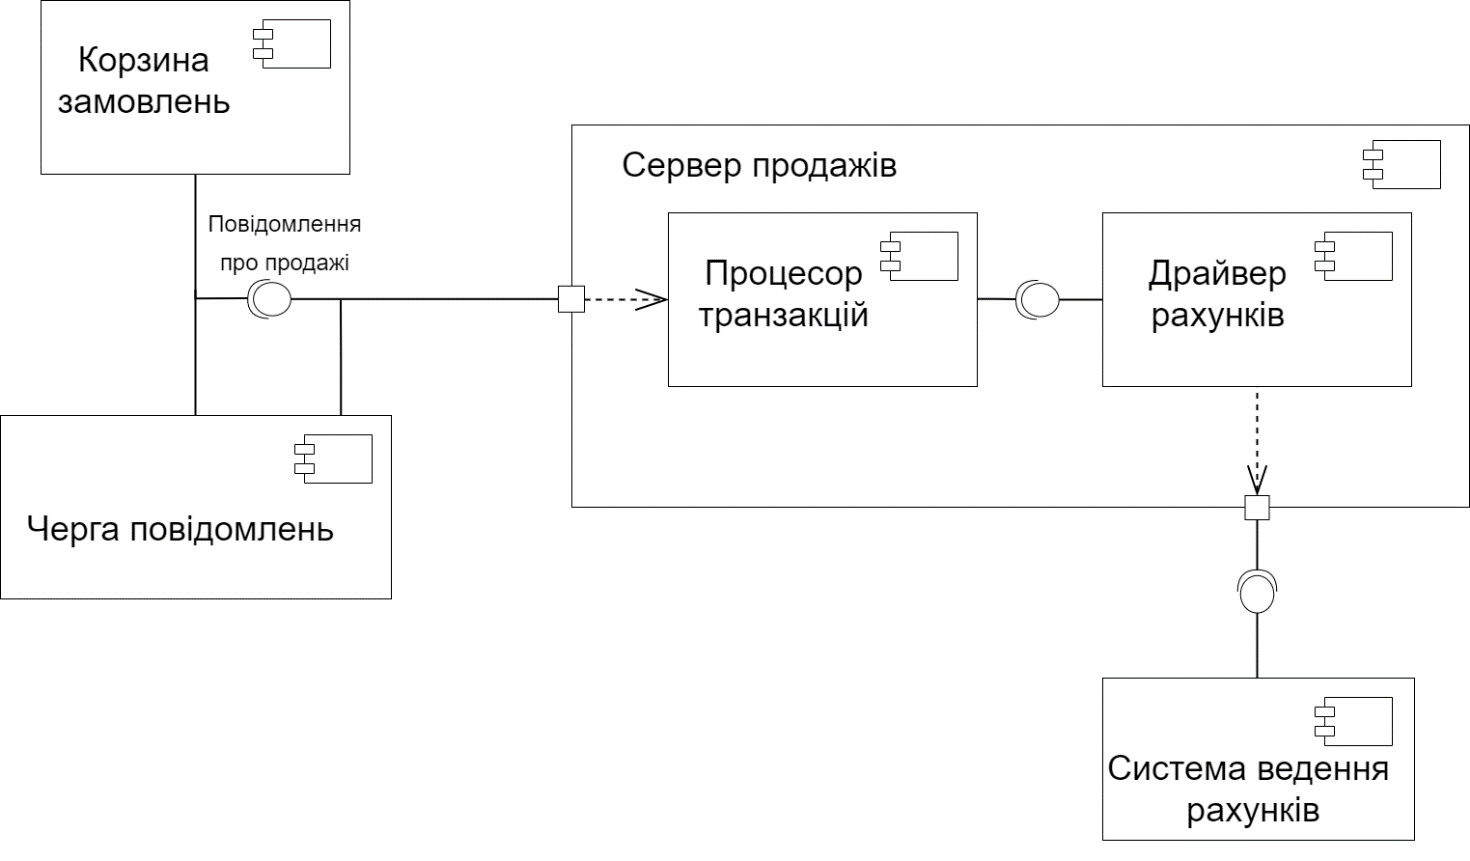 Корзина
замовлень
Повідомлення
про продажі
Сервер продажів
Процесор
транзакцій
Драйвер
рахунків
Черга повідомлень
Система ведення
рахунків